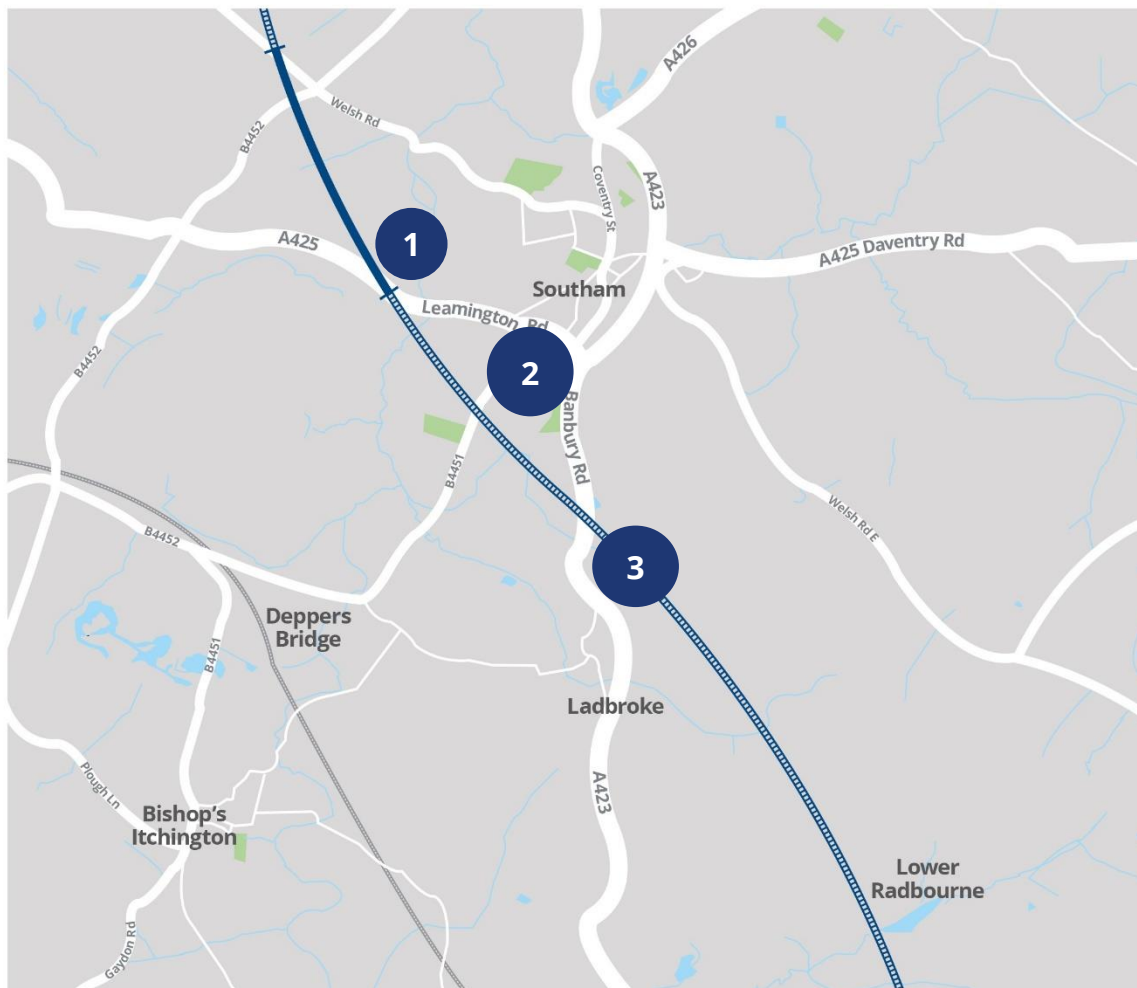 A426
Welsh Rd
B4452
Coventry St
A423
1
A425
A425 Daventry Rd
Southam
Leamington Rd
B4452
2
Banbury Rd
B4451
Welsh Rd E
B4452
3
Deppers
Bridge
B4451
Ladbroke
Plough Ln
A423
Bishop's
Itchington
Lower
Radbourne
Gaydon Rd